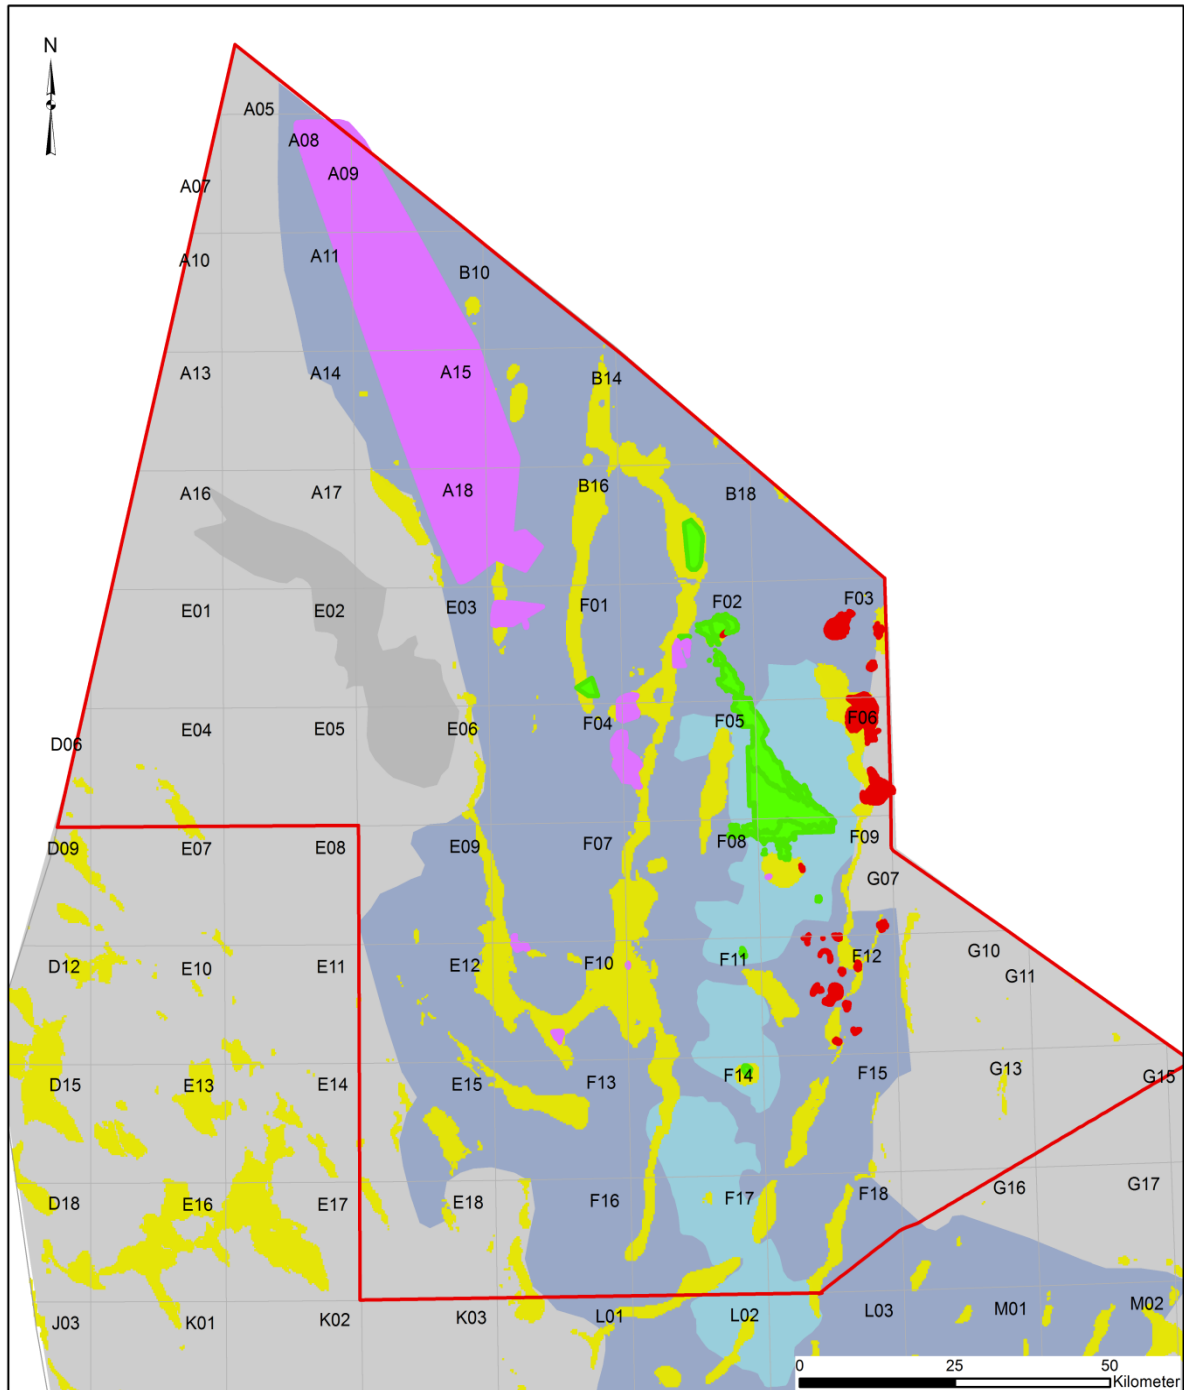 N
A05
A08
A09
A07
A10
A11
B10
A13
A14
A15
B14
A16
A17
A18
B16
B18
E01
E02
E03
F01
F02
F03
D06
E04
E05
E06
F04
F05
F06
D09
E07
E08
E09
F07
F08
F09
G07
D12
E10
E11
E12
F10
F11
E12
G10
G11
D15
E13
E14
E15
F13
F14
F15
G13
G15
D18
E16
E17
E18
F16
F17
F18
G16
G17
J03
K01
K02
K03
L01
L02
L03
M01
M02
0 25 50
Kilometer